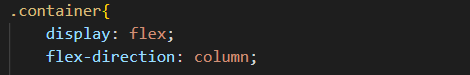 .container{
    display: flex;
    flex-direction: column;